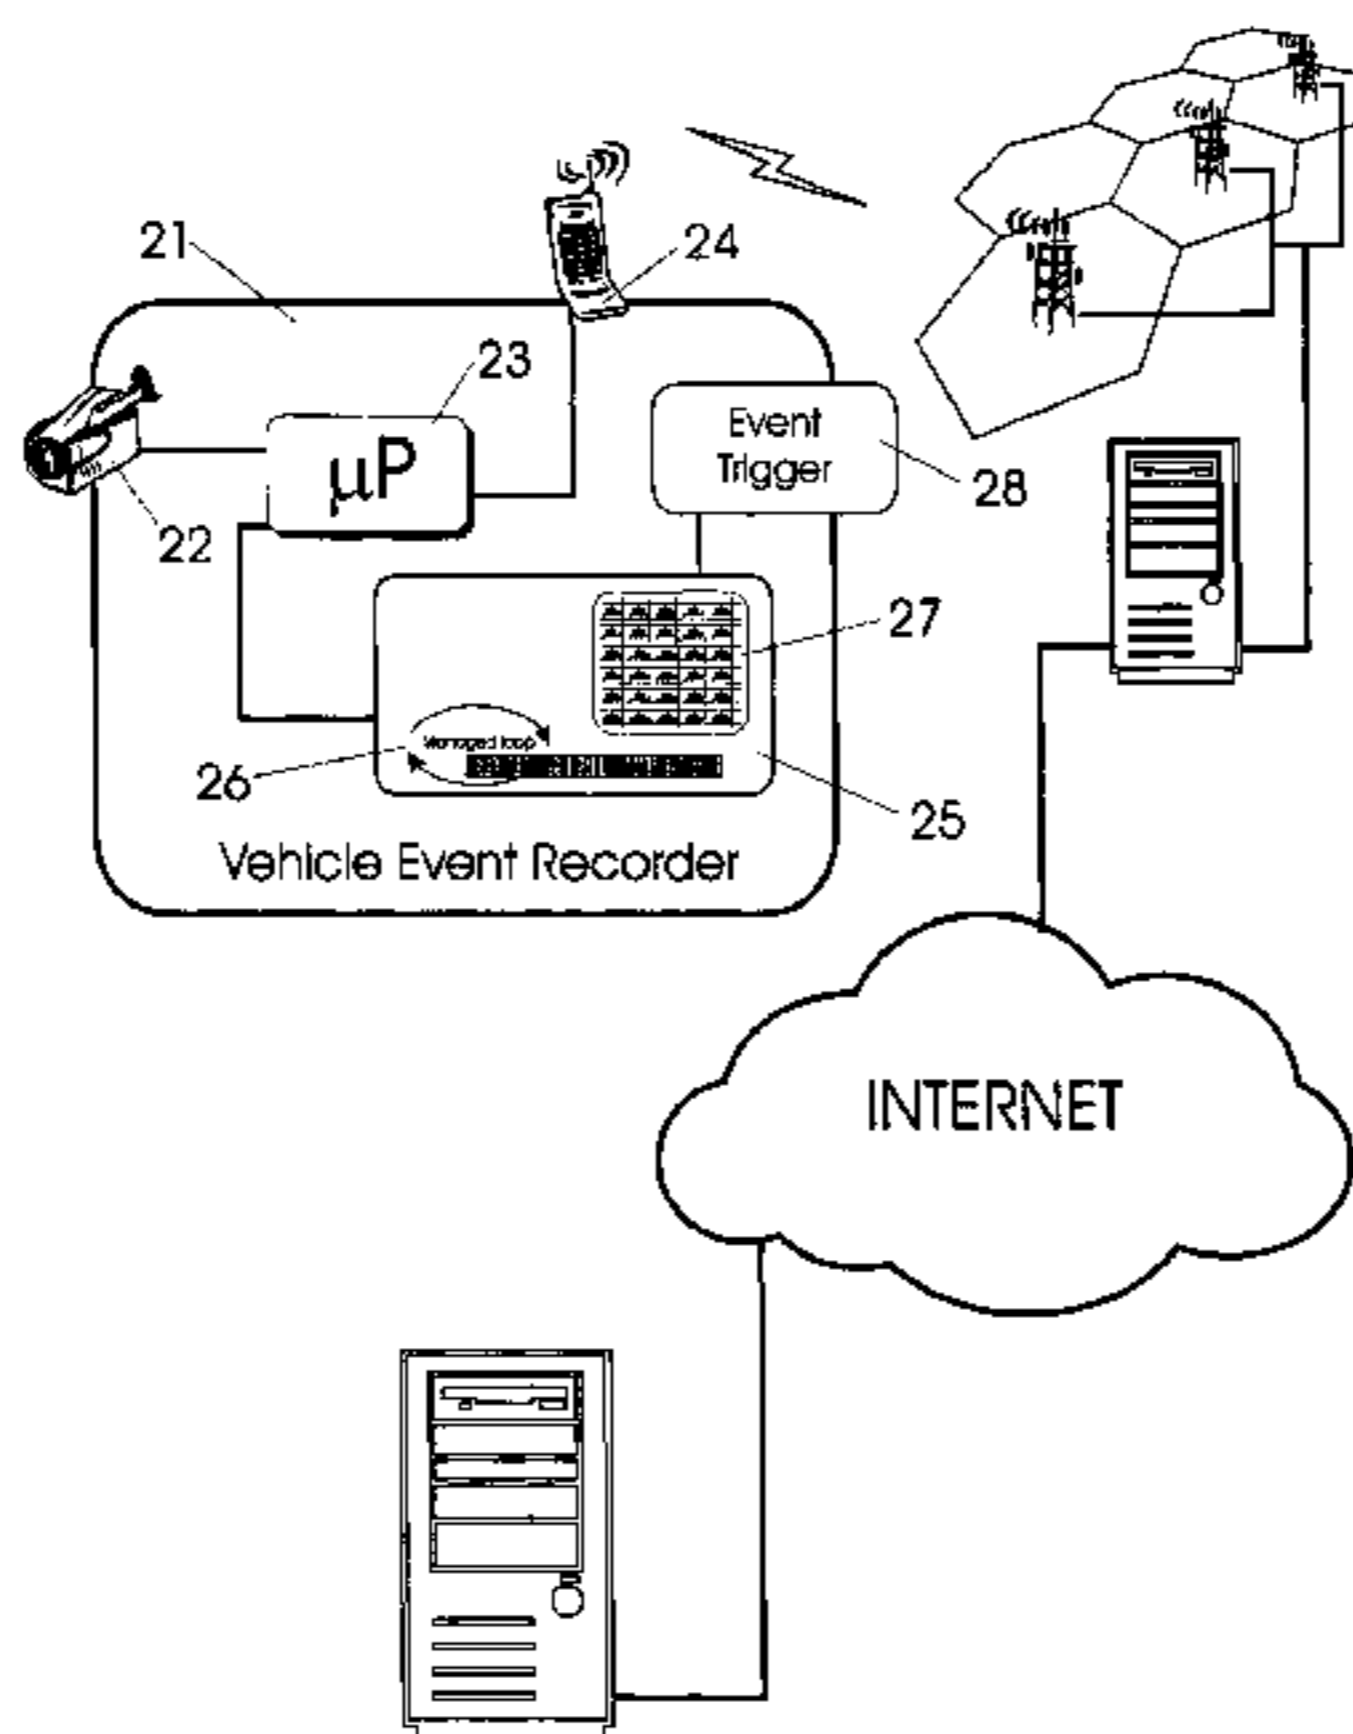 21
24
23
22
µP
Event
Trigger
28
27
Managed loop
26
25
Vehicle Event Recorder
INTERNET